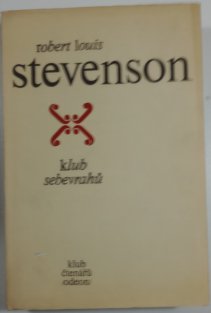 robert louis
stevenson
klub
sebevrahů
klub
čtenářů
odeon